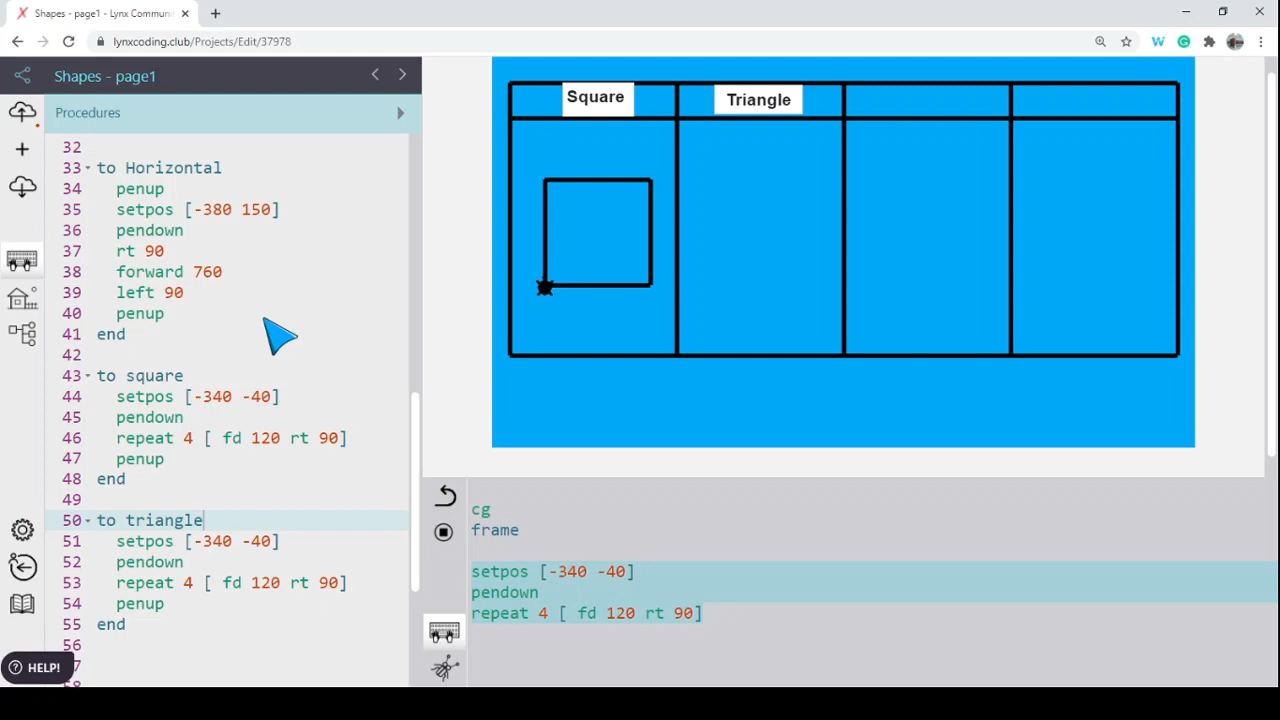 Shapes - page1 - Lynx Commun
lynxcoding.club/Projects/Edit/37978
Shapes - page1
Procedures
32
33 to Horizontal
34 penup
35 setpos [-380 150]
36 pendown
37 rt 90
38 forward 760
39 left 90
40 penup
41 end
42
43 to square
44 setpos [-340 -40]
45 pendown
46 repeat 4 [ fd 120 rt 90]
47 penup
48 end
49
50 to triangle
51 setpos [-340 -40]
52 pendown
53 repeat 4 [ fd 120 rt 90]
54 penup
55 end
56
HELP!
Square
Triangle
cg
frame
setpos [-340 -40]
pendown
repeat 4 [ fd 120 rt 90]